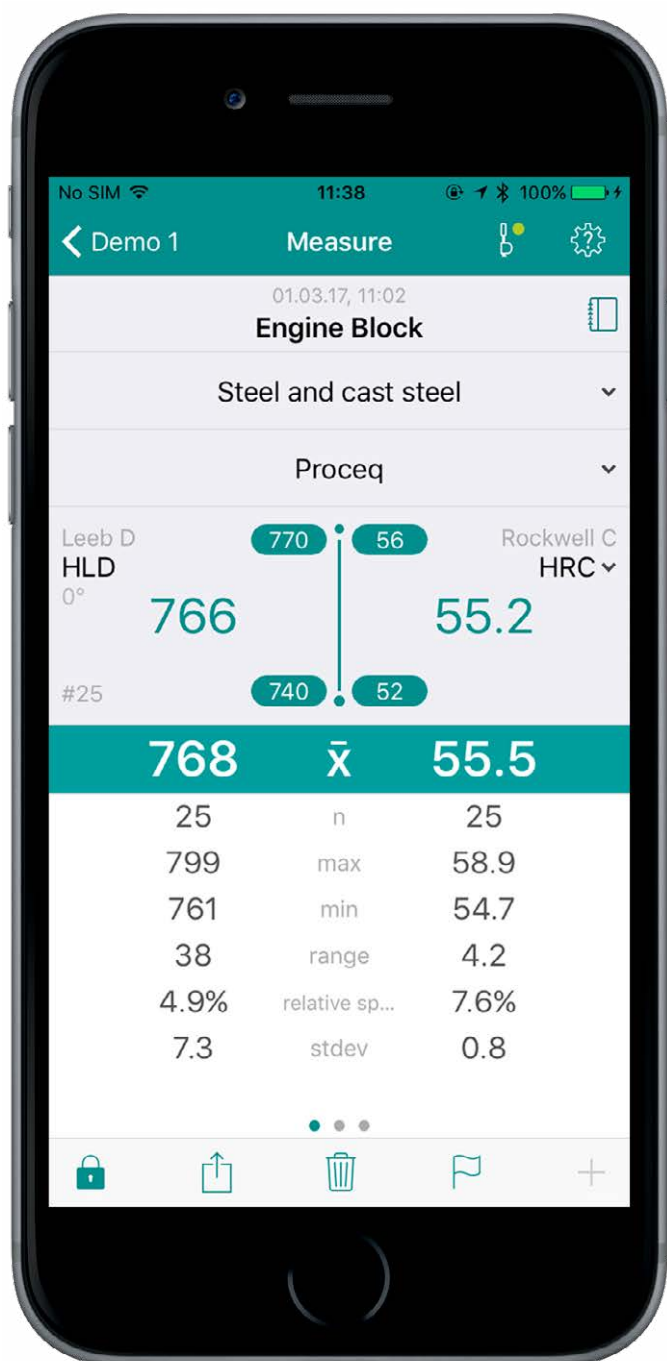 No SIM 11:38 100%
Demo 1 Measure
01.03.17, 11:02
Engine Block
Steel and cast steel
Proceq
Leeb D 770 56 Rockwell C
HLD HRC
0° 766 55.2
#25 740 52
768 x̄ 55.5
25 n 25
799 max 58.9
761 min 54.7
38 range 4.2
4.9% relative sp... 7.6%
7.3 stdev 0.8